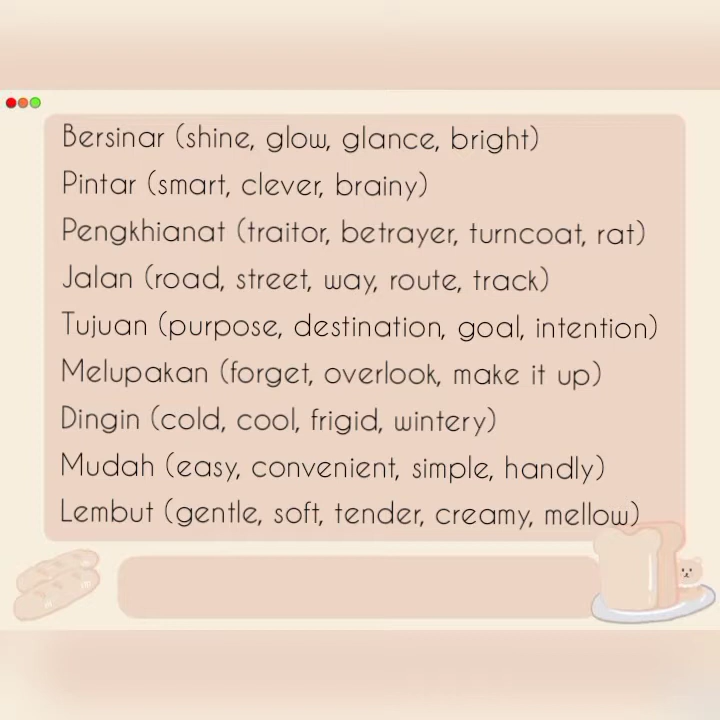 Bersinar (shine, glow, glance, bright)
Pintar (smart, clever, brainy)
Pengkhianat (traitor, betrayer, turncoat, rat)
Jalan (road, street, way, route, track)
Tujuan (purpose, destination, goal, intention)
Melupakan (forget, overlook, make it up)
Dingin (cold, cool, frigid, wintery)
Mudah (easy, convenient, simple, handly)
Lembut (gentle, soft, tender, creamy, mellow)